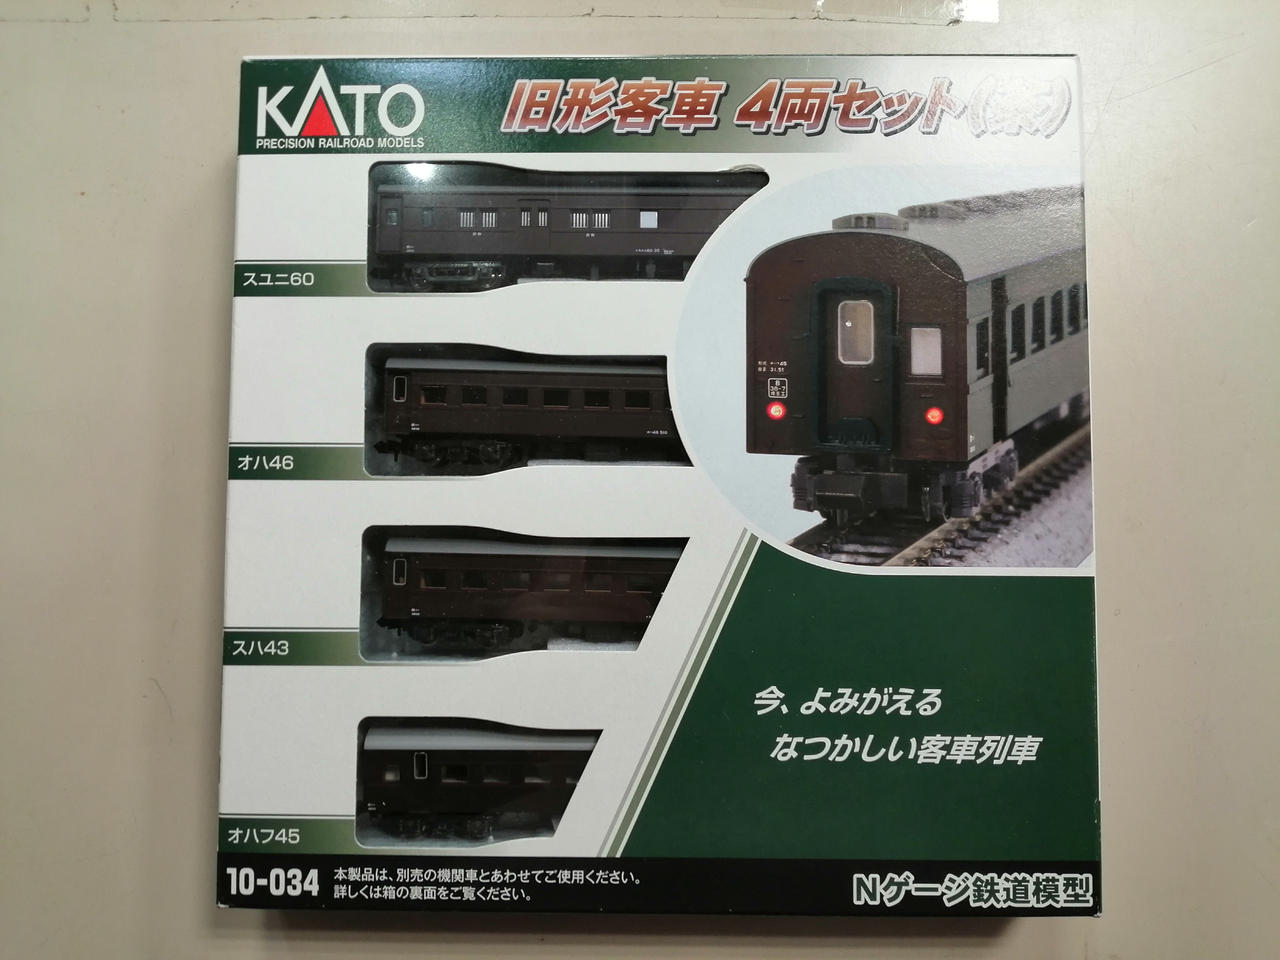 KATO
PRECISION RAILROAD MODELS
旧形客車 4両セット(茶)
スユニ60
オハ46
スハ43
オハフ45
今、よみがえる
なつかしい客車列車
10-034
本製品は、別売の機関車とあわせてご使用ください。
詳しくは箱の裏面をご覧ください。
Nゲージ鉄道模型